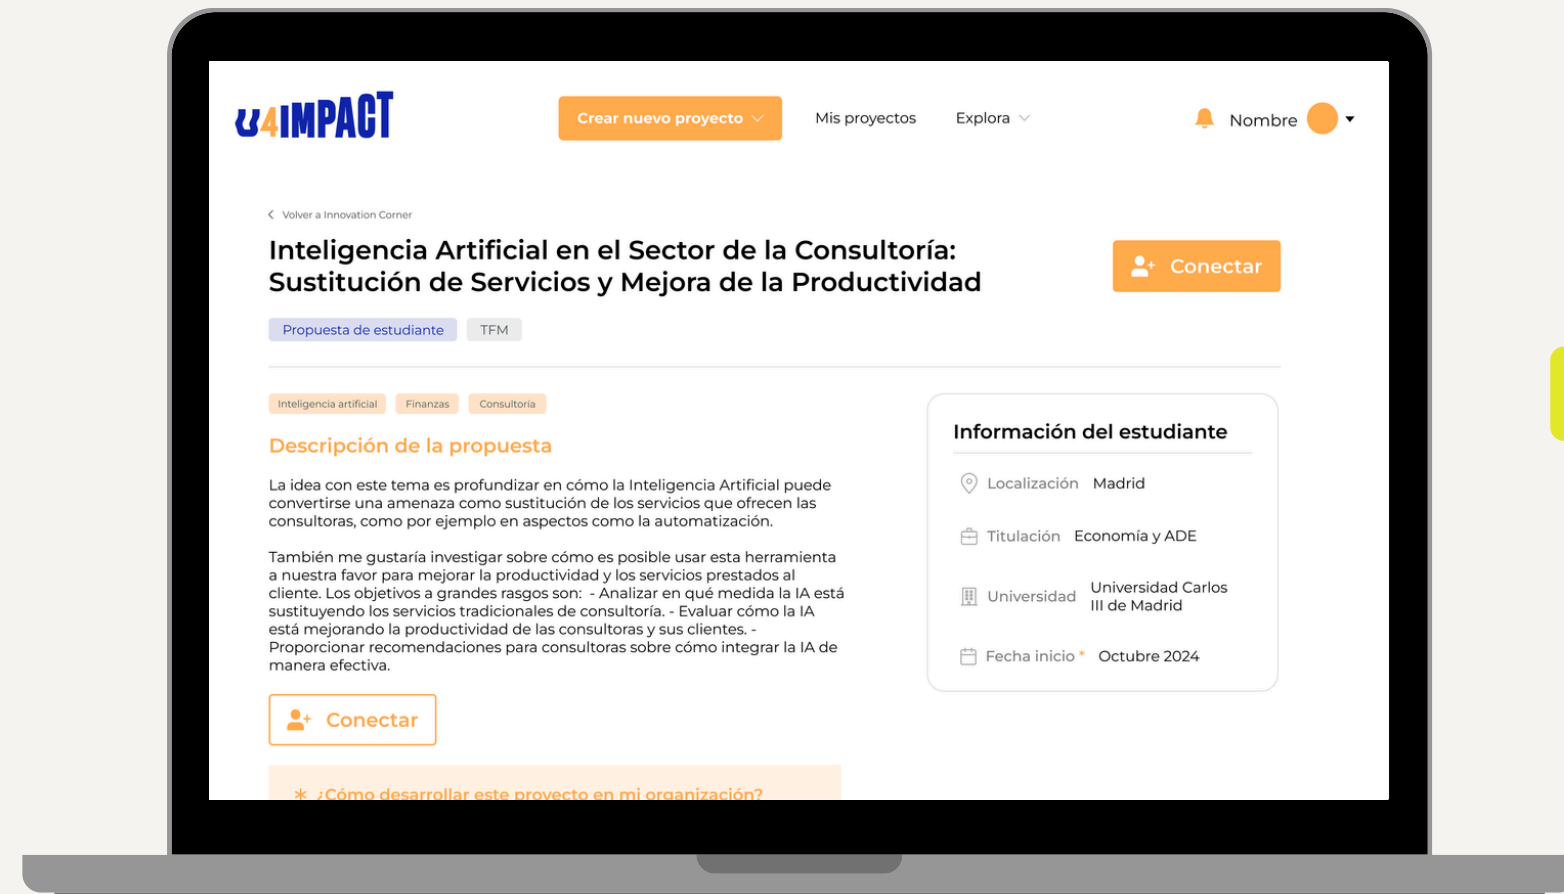 U4IMPACT
Crear nuevo proyecto
Mis proyectos
Explora
Nombre
Volver a Innovation Corner
Inteligencia Artificial en el Sector de la Consultoría:
Sustitución de Servicios y Mejora de la Productividad
Conectar
Propuesta de estudiante
TFM
Inteligencia artificial
Finanzas
Consultoría
Descripción de la propuesta
La idea con este tema es profundizar en cómo la Inteligencia Artificial puede
convertirse una amenaza como sustitución de los servicios que ofrecen las
consultoras, como por ejemplo en aspectos como la automatización.
También me gustaría investigar sobre cómo es posible usar esta herramienta
a nuestra favor para mejorar la productividad y los servicios prestados al
cliente. Los objetivos a grandes rasgos son:  - Analizar en qué medida la IA está
sustituyendo los servicios tradicionales de consultoría. - Evaluar cómo la IA
está mejorando la productividad de las consultoras y sus clientes. -
Proporcionar recomendaciones para consultoras sobre cómo integrar la IA de
manera efectiva.
Conectar
* ¿Cómo desarrollar este proyecto en mi organización?
Información del estudiante
Localización Madrid
Titulación Economía y ADE
Universidad Universidad Carlos
III de Madrid
Fecha inicio * Octubre 2024